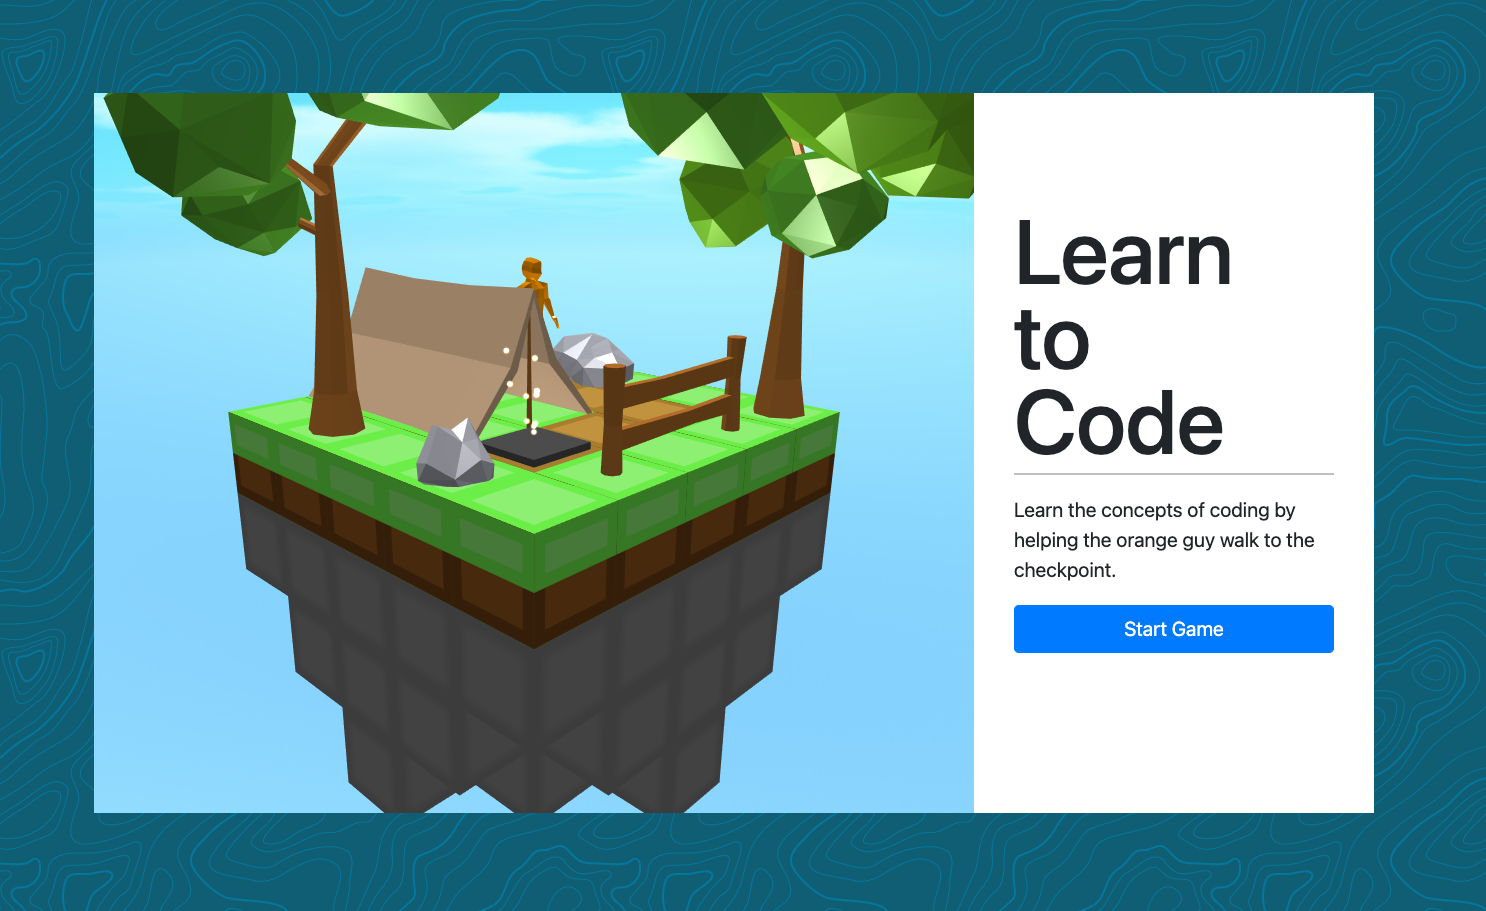 Learn
to
Code
Learn the concepts of coding by
helping the orange guy walk to the
checkpoint.
Start Game